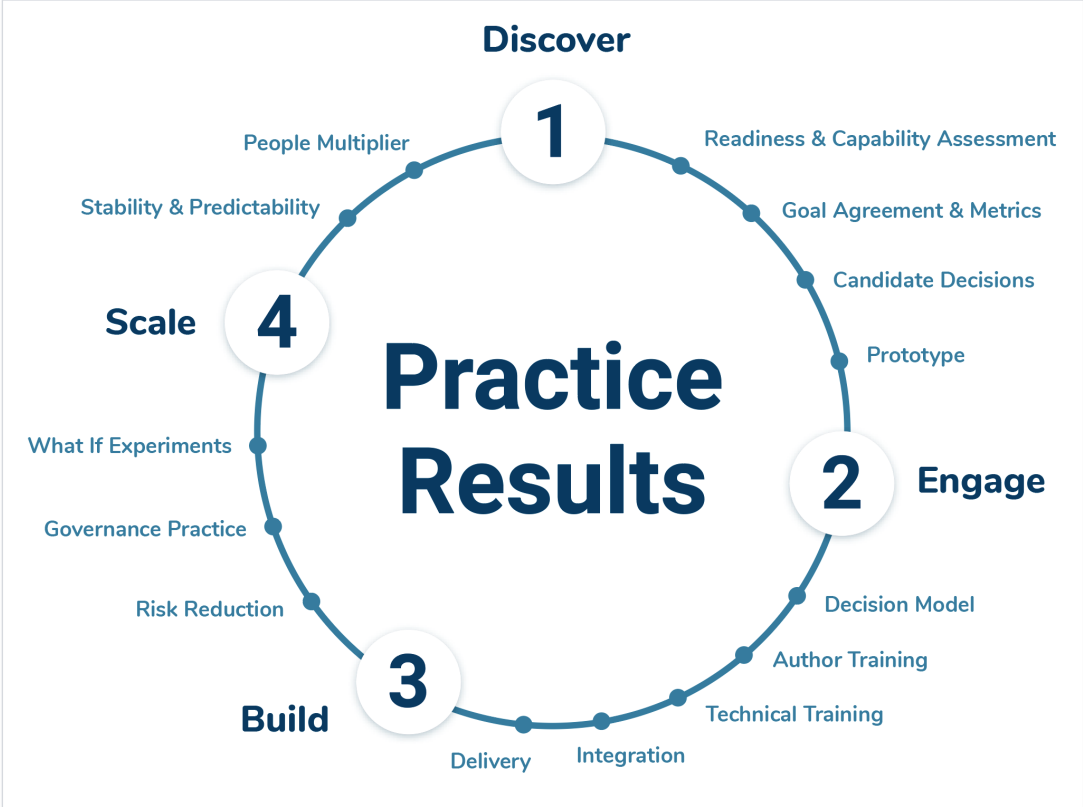 Discover
1
Readiness & Capability Assessment
Goal Agreement & Metrics
Candidate Decisions
Prototype
2
Engage
Decision Model
Author Training
Technical Training
Integration
Delivery
3
Build
Risk Reduction
Governance Practice
What If Experiments
4
Scale
Stability & Predictability
People Multiplier
Practice
Results